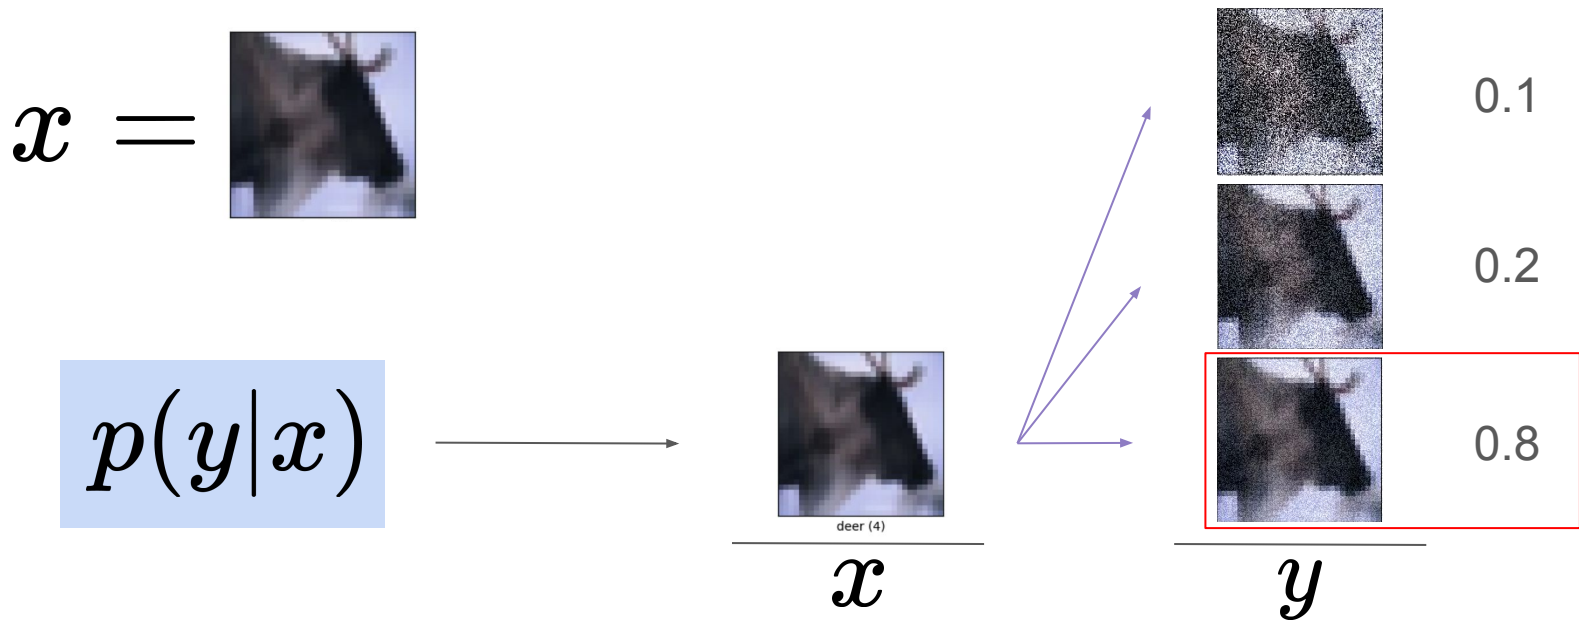 x =
0.1
0.2
p(y|x)
0.8
deer (4)
x
y